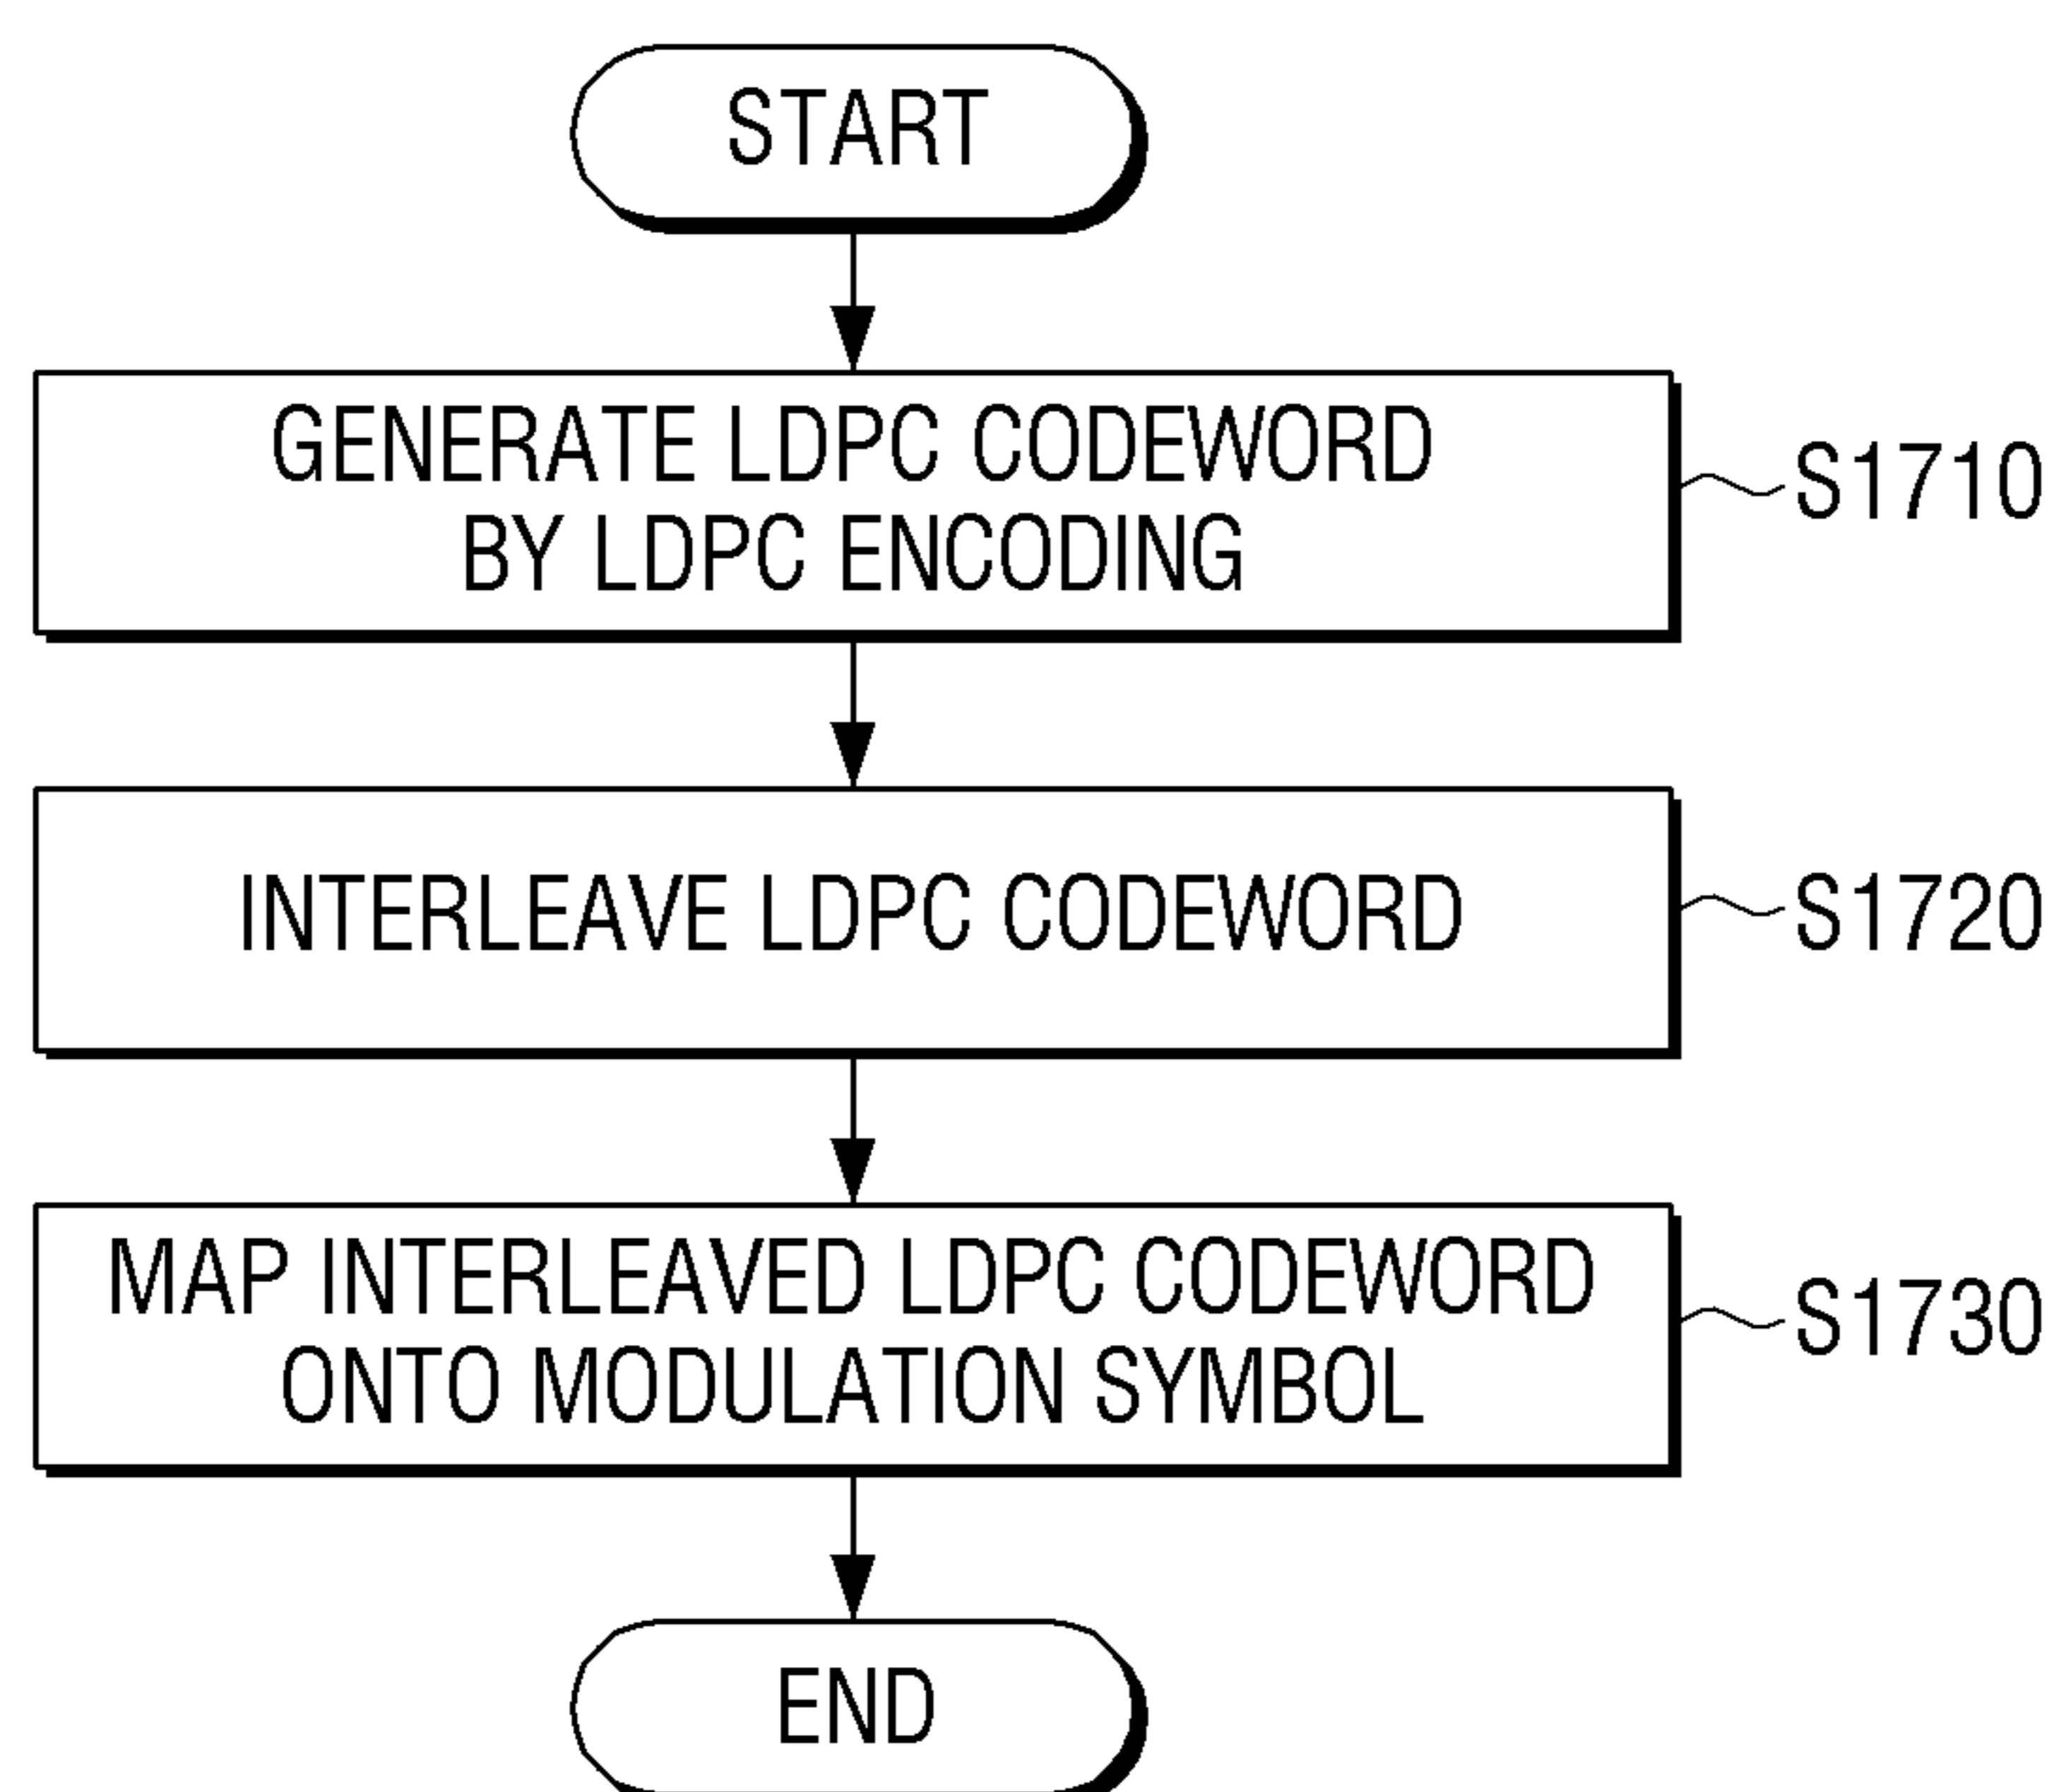 START
GENERATE LDPC CODEWORD
BY LDPC ENCODING
S1710
INTERLEAVE LDPC CODEWORD
S1720
MAP INTERLEAVED LDPC CODEWORD
ONTO MODULATION SYMBOL
S1730
END